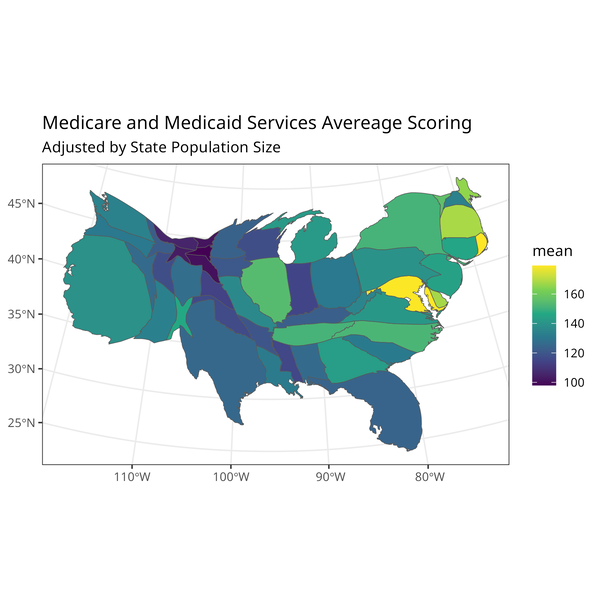 Medicare and Medicaid Services Avereage Scoring
Adjusted by State Population Size
45°N
40°N
35°N
30°N
25°N
110°W
100°W
90°W
80°W
mean
160
140
120
100